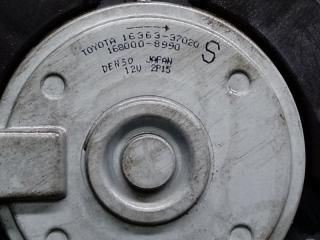 TOYOTA 16363-37020 S
168000-8990
DENSO JAPAN
12V 2P15